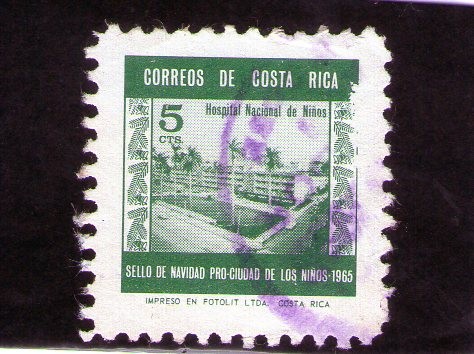 CORREOS DE COSTA RICA
Hospital Nacional de Niños
5
CTS.
SELLO DE NAVIDAD PRO-CIUDAD DE LOS NIÑOS-1965
IMPRESO EN FOTOLIT LTDA. COSTA RICA